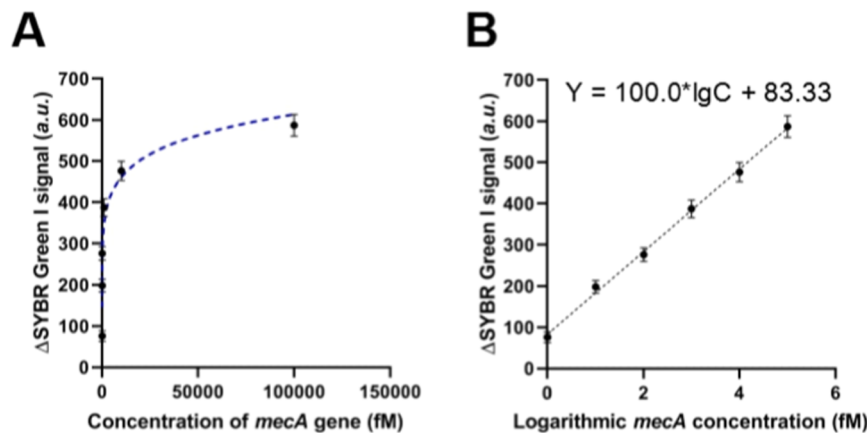 A
ΔSYBR Green I signal (a.u.)
700
600
500
400
300
200
100
0
0 50000 100000 150000
Concentration of mecA gene (fM)
B
ΔSYBR Green I signal (a.u.)
Y = 100.0*lgC + 83.33
700
600
500
400
300
200
100
0
0 2 4 6
Logarithmic mecA concentration (fM)